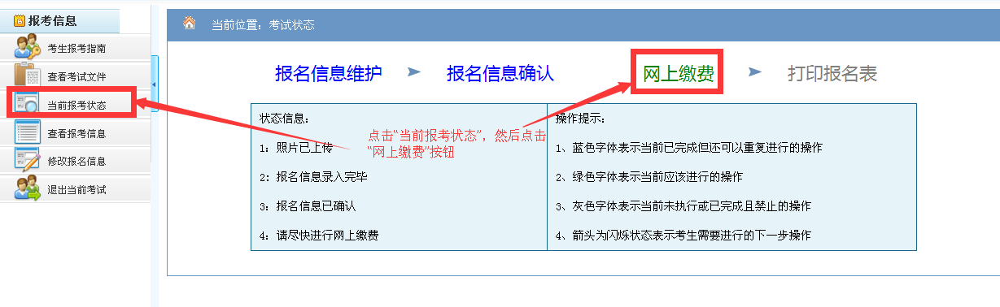 报考信息
考生报考指南
查看考试文件
当前报考状态
查看报考信息
修改报名信息
退出当前考试
当前位置：考试状态
报名信息维护
报名信息确认
网上缴费
打印报名表
状态信息：
1：照片已上传
2：报名信息录入完毕
3：报名信息已确认
4：请尽快进行网上缴费
点击“当前报考状态”，然后点击
“网上缴费”按钮
操作提示：
1、蓝色字体表示当前已完成但还可以重复进行的操作
2、绿色字体表示当前应该进行的操作
3、灰色字体表示当前未执行或已完成且禁止的操作
4、箭头为闪烁状态表示考生需要进行的下一步操作